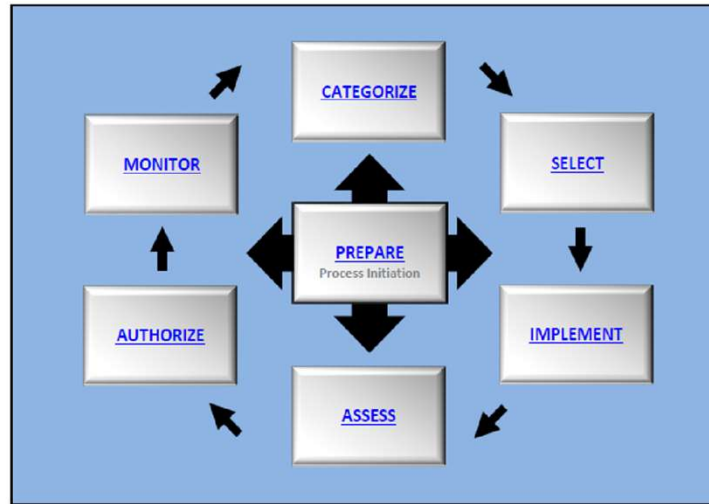 CATEGORIZE
MONITOR
SELECT
PREPARE
Process Initiation
AUTHORIZE
IMPLEMENT
ASSESS